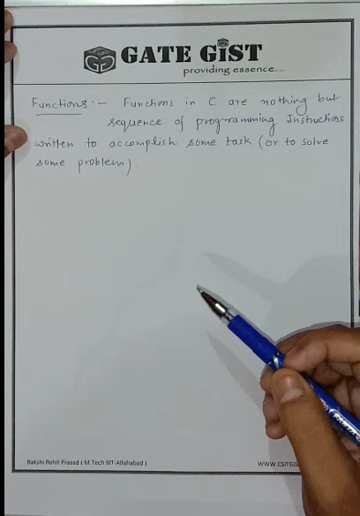 GATE GIST
providing essence....
Functions :- Functions in C are nothing but
sequence of programming Instructions
written to accomplish some task (or to solve
some problem).
Bakshi Rohit Prasad ( M.Tech IIIT-Allahabad )